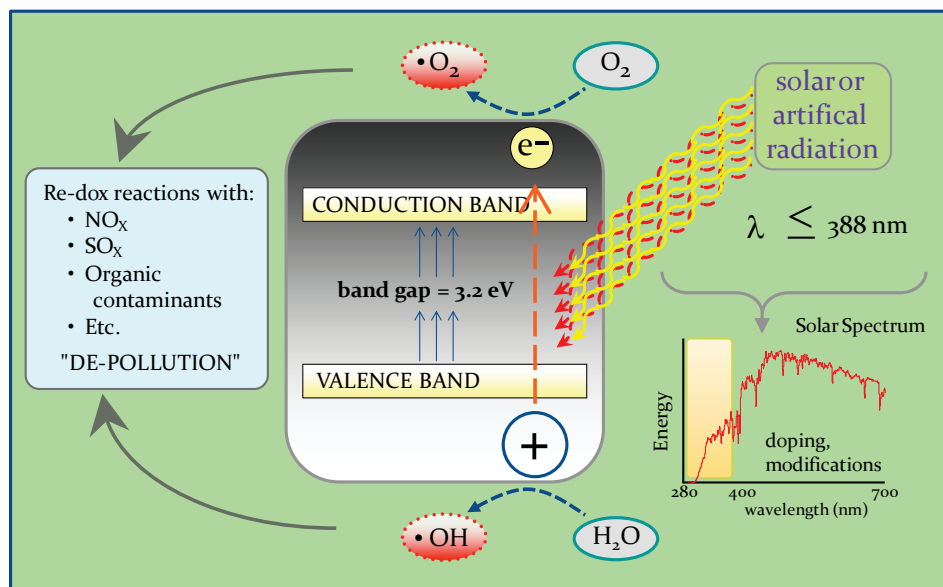 •O₂
O₂
solar or
artifical
radiation
e–
Re-dox reactions with:
• NOX
• SOX
• Organic
contaminants
• Etc.
"DE-POLLUTION"
CONDUCTION BAND
λ ≤ 388 nm
band gap = 3.2 eV
Solar Spectrum
VALENCE BAND
Energy
+
doping,
modifications
280 400 700
wavelength (nm)
•OH
H₂O